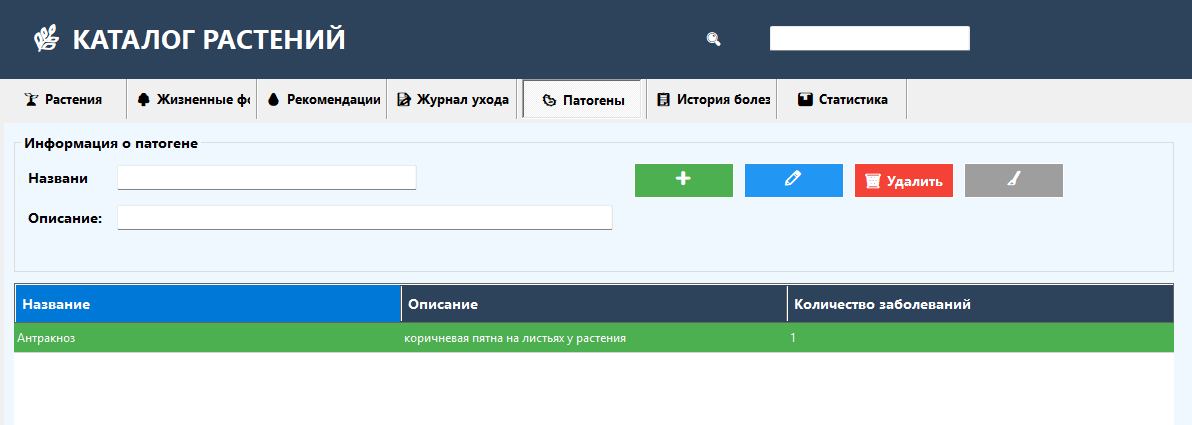 КАТАЛОГ РАСТЕНИЙ
Растения
Жизненные фо
Рекомендации
Журнал ухода
Патогены
История болез
Статистика
Информация о патогене
Названи
Удалить
Описание:
Название Описание Количество заболеваний
Антракноз коричневая пятна на листьях у растения 1